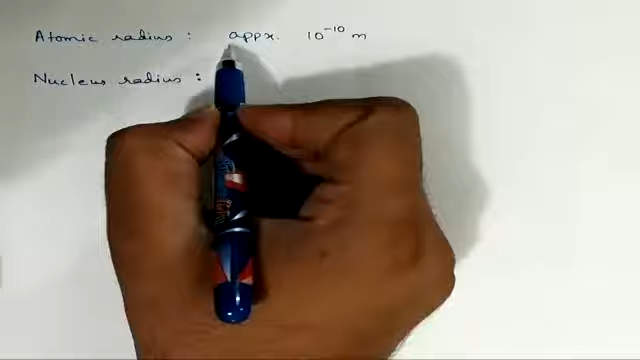 Atomic radius : appx. 10⁻¹⁰ m
Nucleus radius :